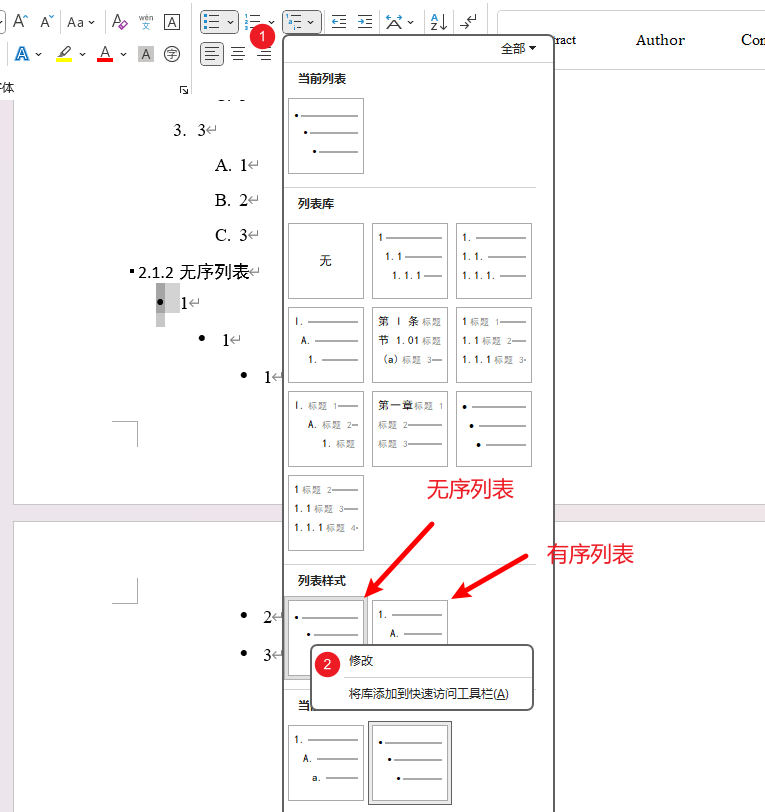 Aa
wén
文
A
A
A
A
字
A
Z
1
2
3
1
a
i
1
全部
ract
Author
Con
字体
当前列表
3. 3
A. 1
B. 2
C. 3
2.1.2 无序列表
• 1
• 1
• 1
列表库
无
1
1.1
1.1.1
1.
1.1.
1.1.1.
I.
A.
1.
第 I 条 标题
节 1.01 标题
(a) 标题 3
1 标题 1
1.1 标题 2
1.1.1 标题 3
I. 标题 1
A. 标题 2
1. 标题
第一章标题 1
标题 2
标题 3
1 标题 2
1.1 标题 3
1.1.1 标题 4
无序列表
有序列表
列表样式
1.
A.
• 2
• 3
2 修改
将库添加到快速访问工具栏(A)
当
1.
A.
a.